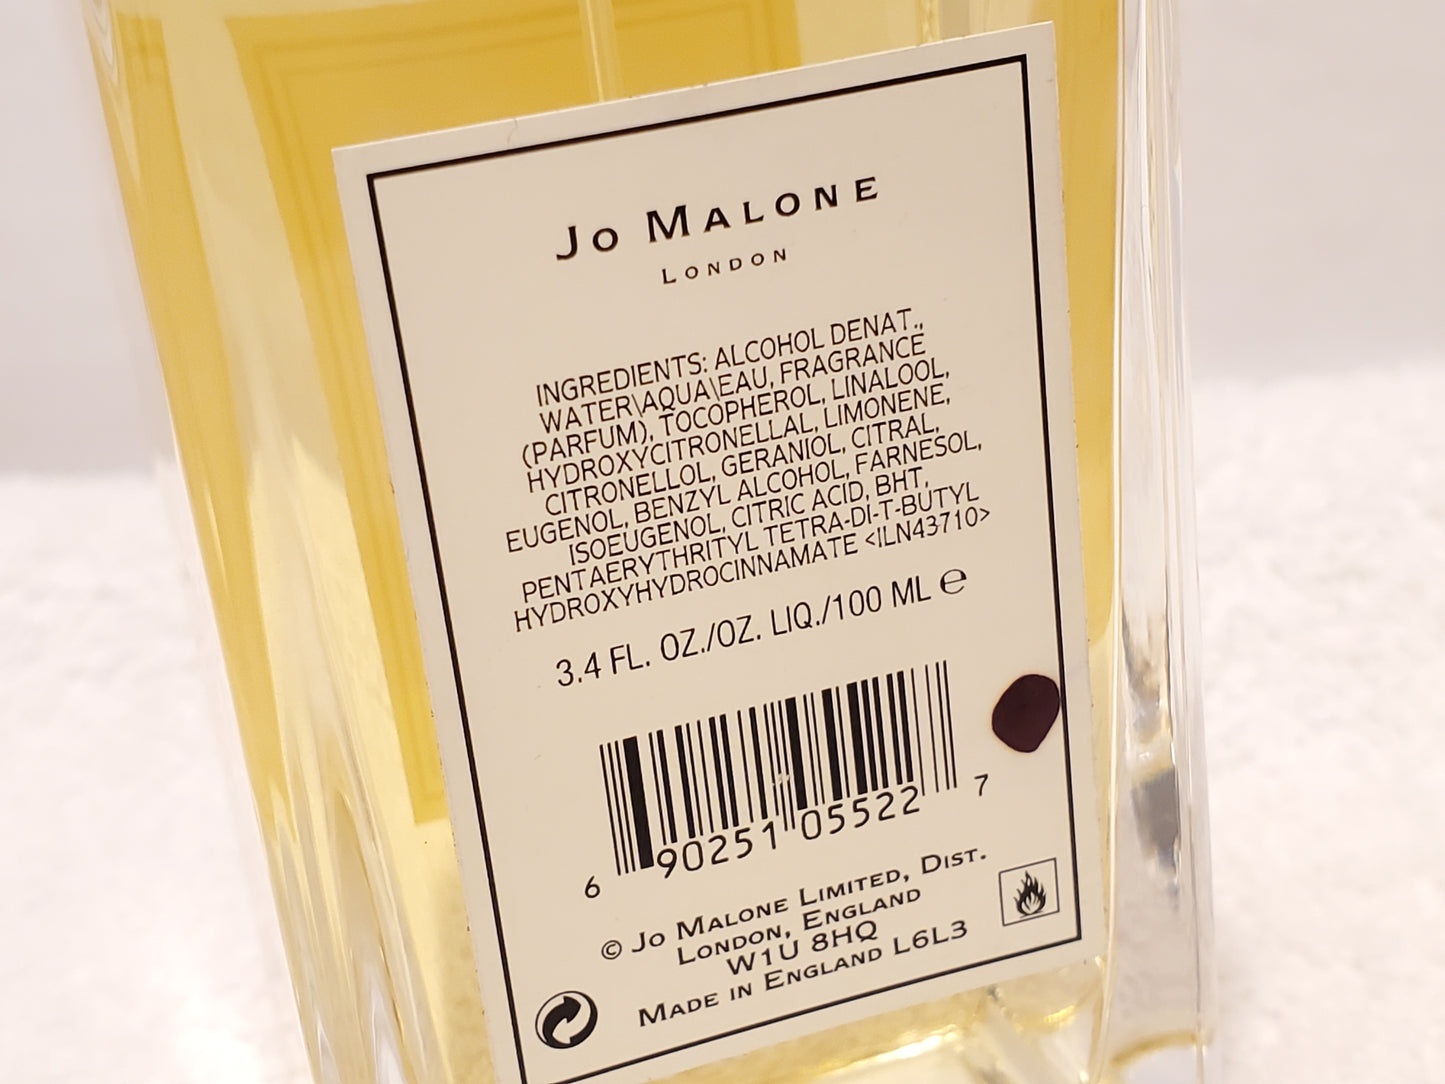 Jo Malone
London
INGREDIENTS: ALCOHOL DENAT.,
WATER\AQUA\EAU, FRAGRANCE
(PARFUM), TOCOPHEROL, LINALOOL,
HYDROXYCITRONELLAL, LIMONENE,
CITRONELLOL, GERANIOL, CITRAL,
EUGENOL, BENZYL ALCOHOL, FARNESOL,
ISOEUGENOL, CITRIC ACID, BHT,
PENTAERYTHRITYL TETRA-DI-T-BUTYL
HYDROXYHYDROCINNAMATE <ILN43710>
3.4 FL. OZ./OZ. LIQ./100 ML ℮
6 90251 05522 7
© Jo Malone Limited, Dist.
London, England
W1U 8HQ
Made in England L6L3